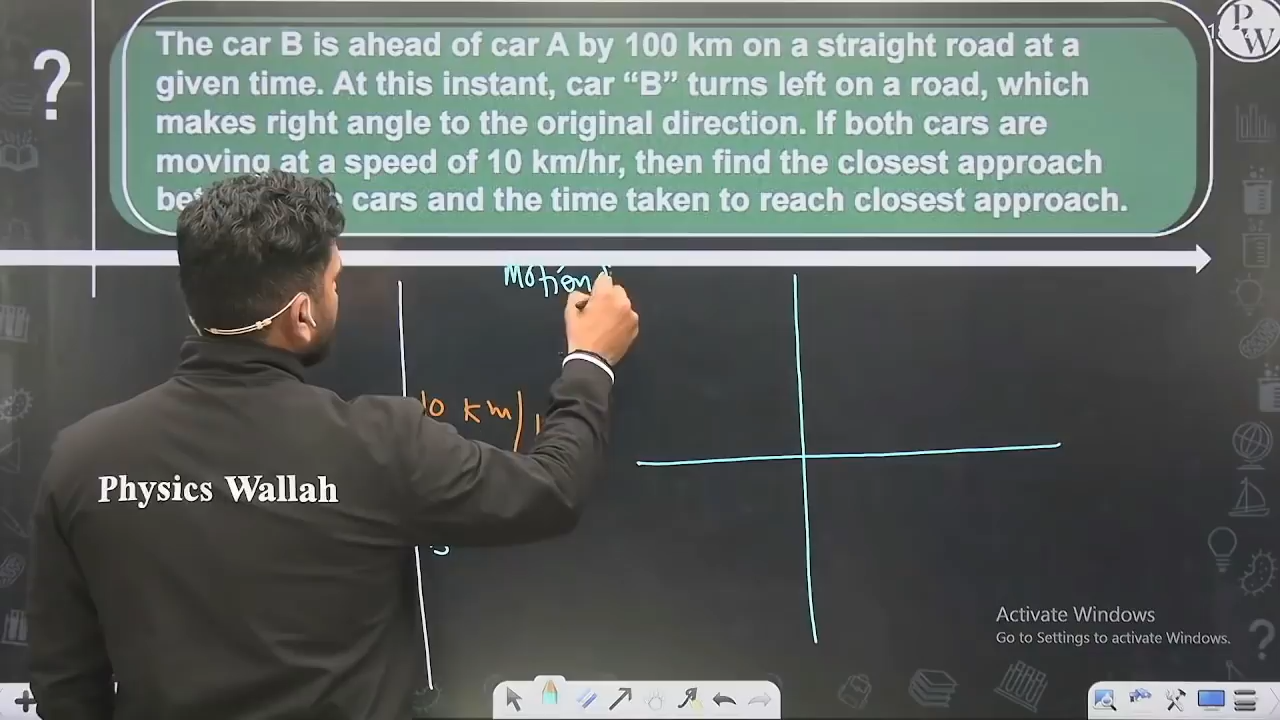 ?
The car B is ahead of car A by 100 km on a straight road at a
given time. At this instant, car “B” turns left on a road, which
makes right angle to the original direction. If both cars are
moving at a speed of 10 km/hr, then find the closest approach
cars and the time taken to reach closest approach.
P
W
Motion
10 km/
Physics Wallah
Activate Windows
Go to Settings to activate Windows.